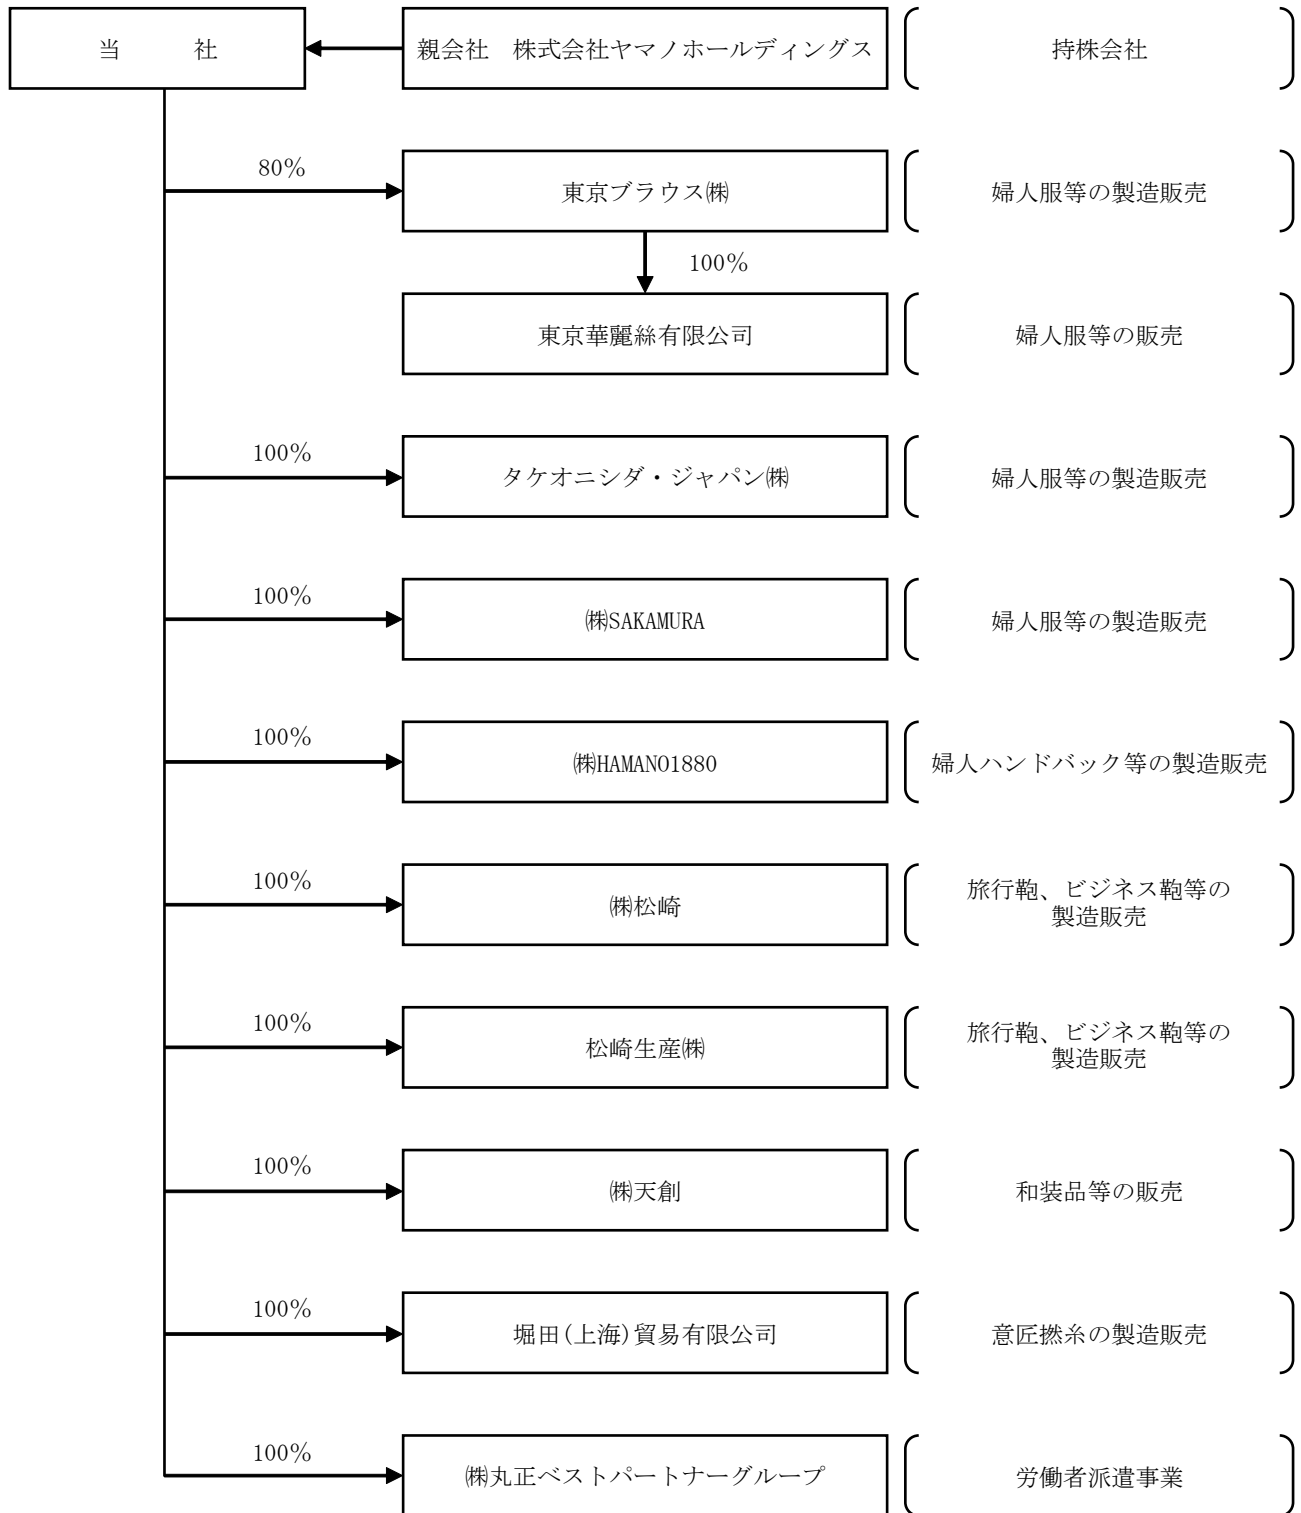 当　　　社
親会社　株式会社ヤマノホールディングス
持株会社
80%
東京ブラウス㈱
婦人服等の製造販売
100%
東京華麗絲有限公司
婦人服等の販売
100%
タケオニシダ・ジャパン㈱
婦人服等の製造販売
100%
㈱SAKAMURA
婦人服等の製造販売
100%
㈱HAMANO1880
婦人ハンドバック等の製造販売
100%
㈱松崎
旅行鞄、ビジネス鞄等の
製造販売
100%
松崎生産㈱
旅行鞄、ビジネス鞄等の
製造販売
100%
㈱天創
和装品等の販売
100%
堀田(上海)貿易有限公司
意匠撚糸の製造販売
100%
㈱丸正ベストパートナーグループ
労働者派遣事業